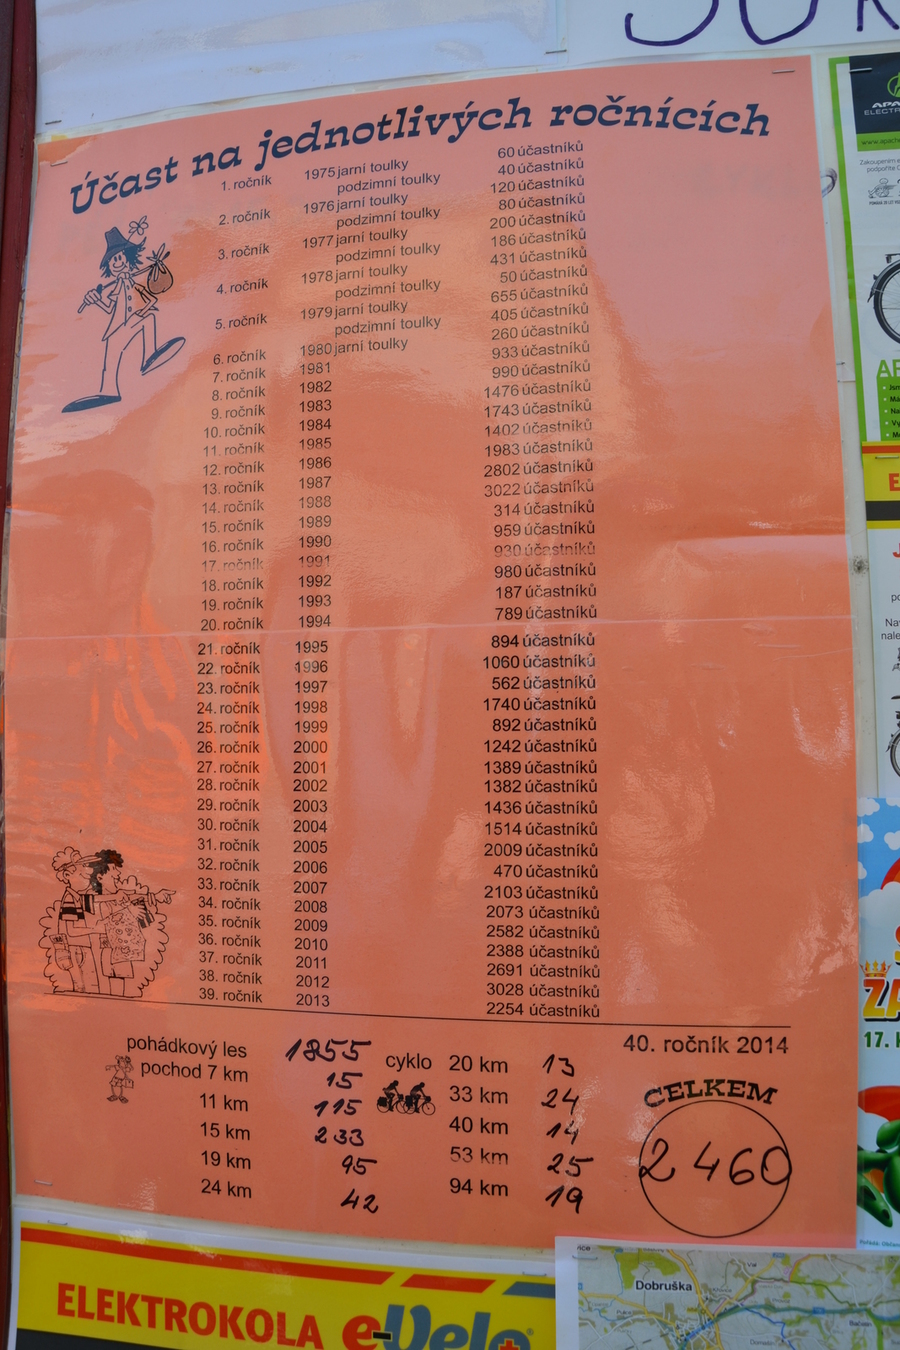 Účast na jednotlivých ročnících
1. ročník 1975 jarní toulky 60 účastníků
podzimní toulky 40 účastníků
2. ročník 1976 jarní toulky 120 účastníků
podzimní toulky 80 účastníků
3. ročník 1977 jarní toulky 200 účastníků
podzimní toulky 186 účastníků
4. ročník 1978 jarní toulky 431 účastníků
podzimní toulky 50 účastníků
5. ročník 1979 jarní toulky 655 účastníků
podzimní toulky 405 účastníků
6. ročník 1980 jarní toulky 260 účastníků
7. ročník 1981 933 účastníků
8. ročník 1982 990 účastníků
9. ročník 1983 1476 účastníků
10. ročník 1984 1743 účastníků
11. ročník 1985 1402 účastníků
12. ročník 1986 1983 účastníků
13. ročník 1987 2802 účastníků
14. ročník 1988 3022 účastníků
15. ročník 1989 314 účastníků
16. ročník 1990 959 účastníků
17. ročník 1991 930 účastníků
18. ročník 1992 980 účastníků
19. ročník 1993 187 účastníků
20. ročník 1994 789 účastníků
21. ročník 1995 894 účastníků
22. ročník 1996 1060 účastníků
23. ročník 1997 562 účastníků
24. ročník 1998 1740 účastníků
25. ročník 1999 892 účastníků
26. ročník 2000 1242 účastníků
27. ročník 2001 1389 účastníků
28. ročník 2002 1382 účastníků
29. ročník 2003 1436 účastníků
30. ročník 2004 1514 účastníků
31. ročník 2005 2009 účastníků
32. ročník 2006 470 účastníků
33. ročník 2007 2103 účastníků
34. ročník 2008 2073 účastníků
35. ročník 2009 2582 účastníků
36. ročník 2010 2388 účastníků
37. ročník 2011 2691 účastníků
38. ročník 2012 3028 účastníků
39. ročník 2013 2254 účastníků
40. ročník 2014
pohádkový les 1855
pochod 7 km 15
11 km 115
15 km 233
19 km 95
24 km 42
cyklo 20 km 13
33 km 24
40 km 14
53 km 25
94 km 19
CELKEM
2460
ELEKTROKOLA eVelo
Dobruška